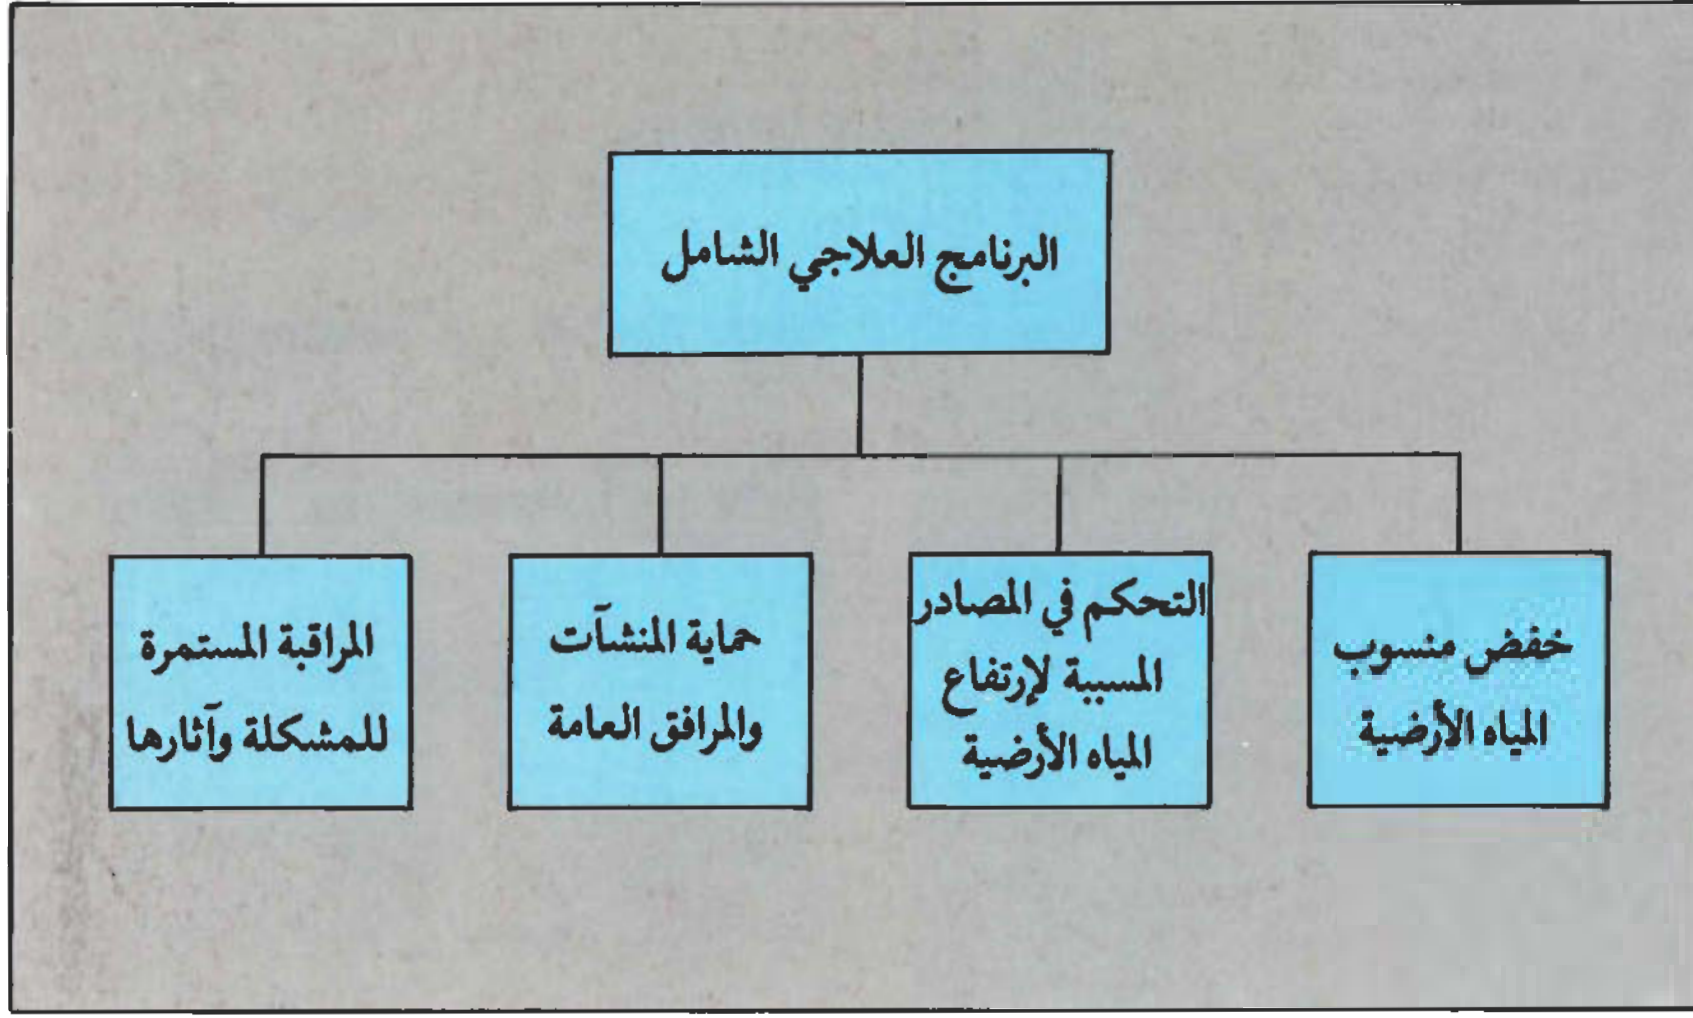 البرنامج العلاجي الشامل
خفض منسوب
المياه الأرضية
التحكم في المصادر
المسببة لإرتفاع
المياه الأرضية
حماية المنشآت
والمرافق العامة
المراقبة المستمرة
للمشكلة وآثارها